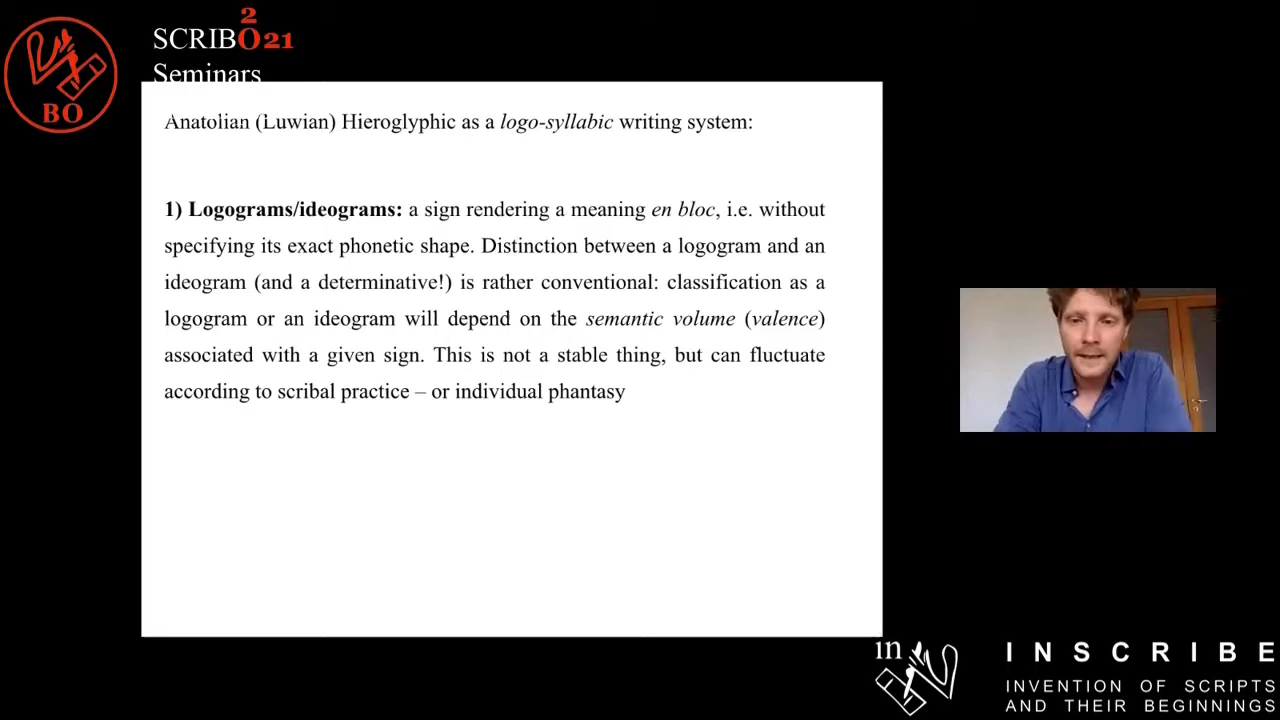 2
SCRIBO21
Seminars
BO
Anatolian (Luwian) Hieroglyphic as a logo-syllabic writing system:
1) Logograms/ideograms: a sign rendering a meaning en bloc, i.e. without
specifying its exact phonetic shape. Distinction between a logogram and an
ideogram (and a determinative!) is rather conventional: classification as a
logogram or an ideogram will depend on the semantic volume (valence)
associated with a given sign. This is not a stable thing, but can fluctuate
according to scribal practice – or individual phantasy
in
INSCRIBE
INVENTION OF SCRIPTS
AND THEIR BEGINNINGS